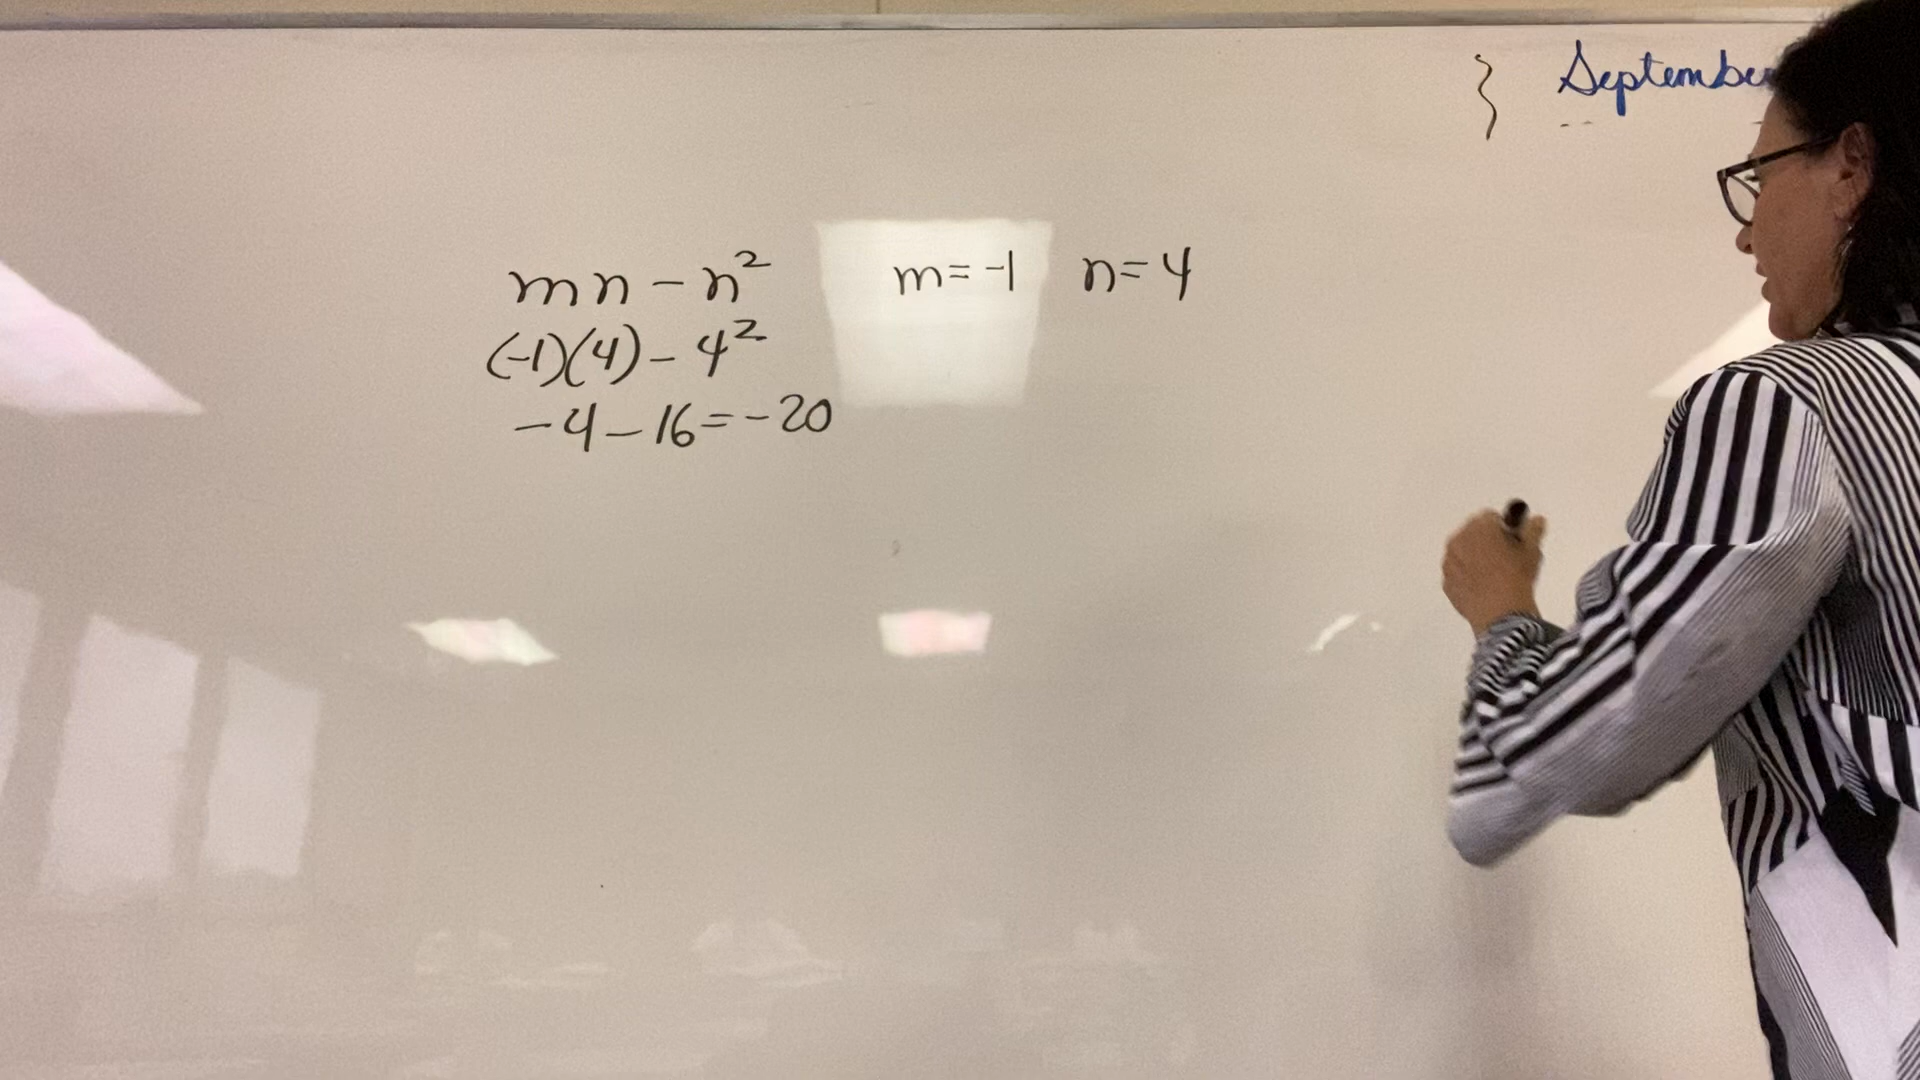 } September
mn - n² m = -1 n = 4
(-1)(4) - 4²
-4 - 16 = -20